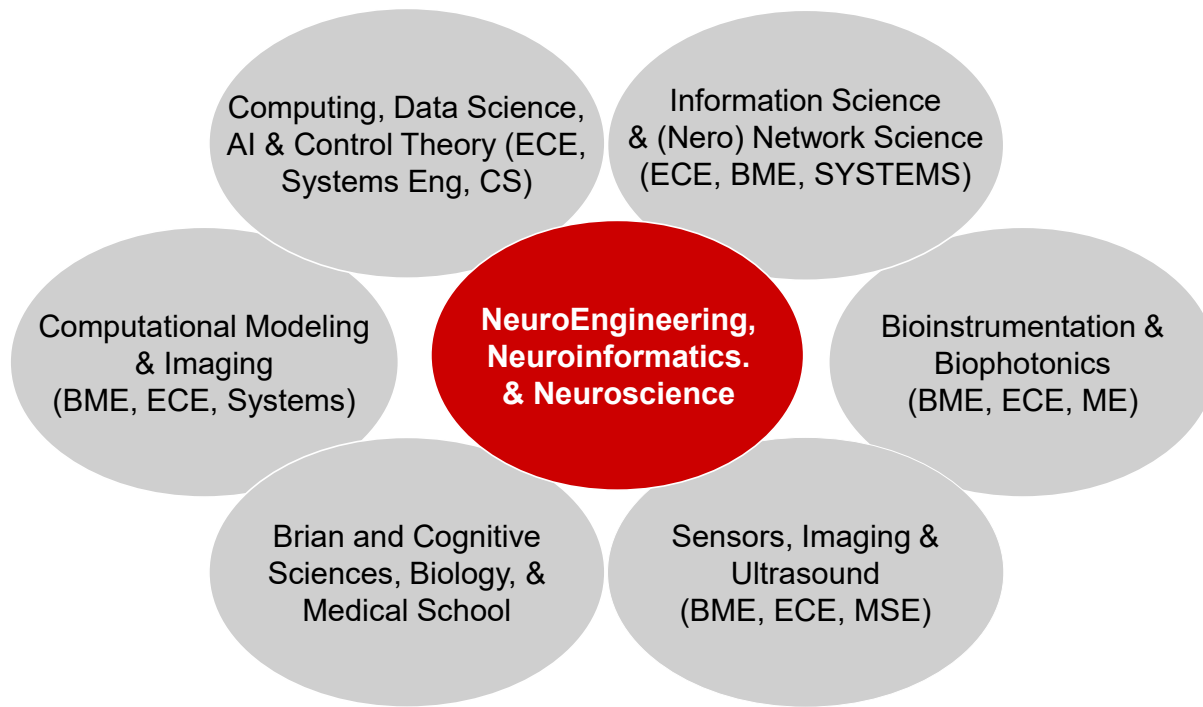 Computing, Data Science,
AI & Control Theory (ECE,
Systems Eng, CS)
Information Science
& (Nero) Network Science
(ECE, BME, SYSTEMS)
Computational Modeling
& Imaging
(BME, ECE, Systems)
NeuroEngineering,
Neuroinformatics.
& Neuroscience
Bioinstrumentation &
Biophotonics
(BME, ECE, ME)
Brian and Cognitive
Sciences, Biology, &
Medical School
Sensors, Imaging &
Ultrasound
(BME, ECE, MSE)